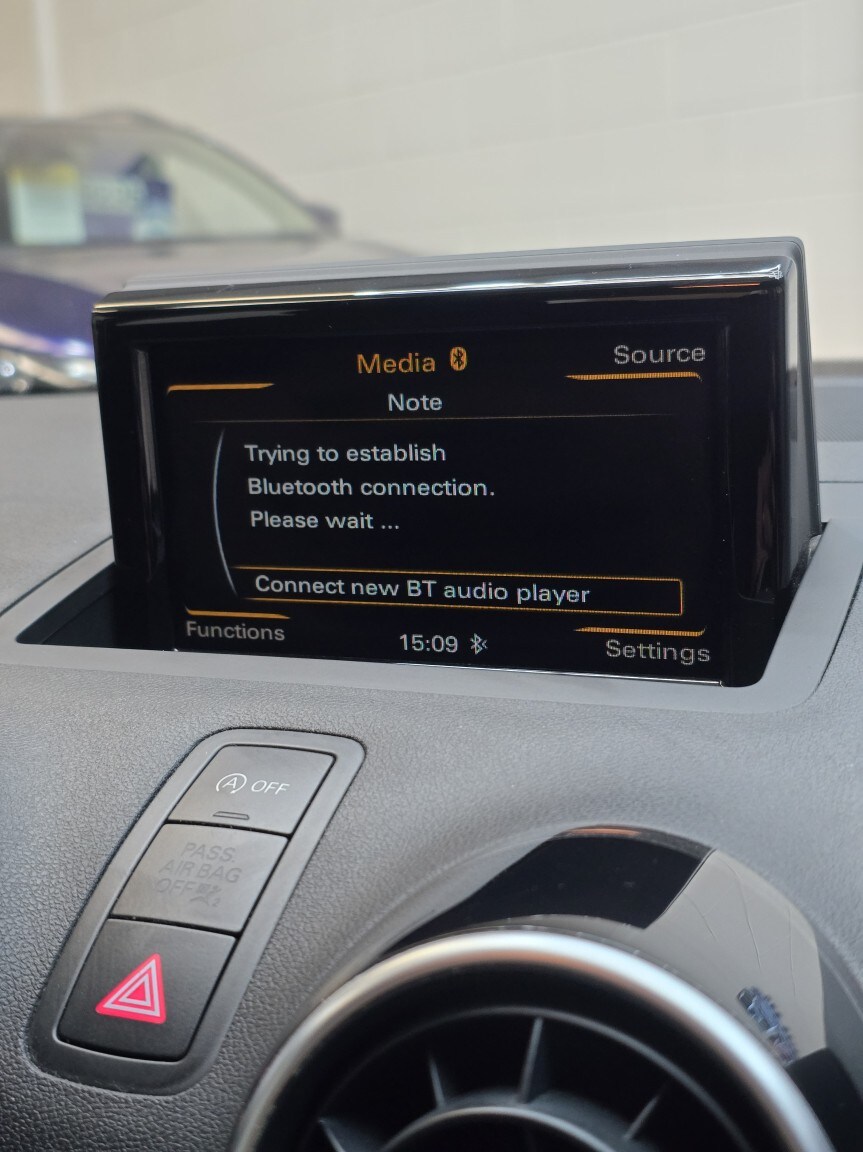 Media
Source
Note
Trying to establish
Bluetooth connection.
Please wait ...
Connect new BT audio player
Functions
15:09
Settings
A OFF
PASS.
AIR BAG
OFF